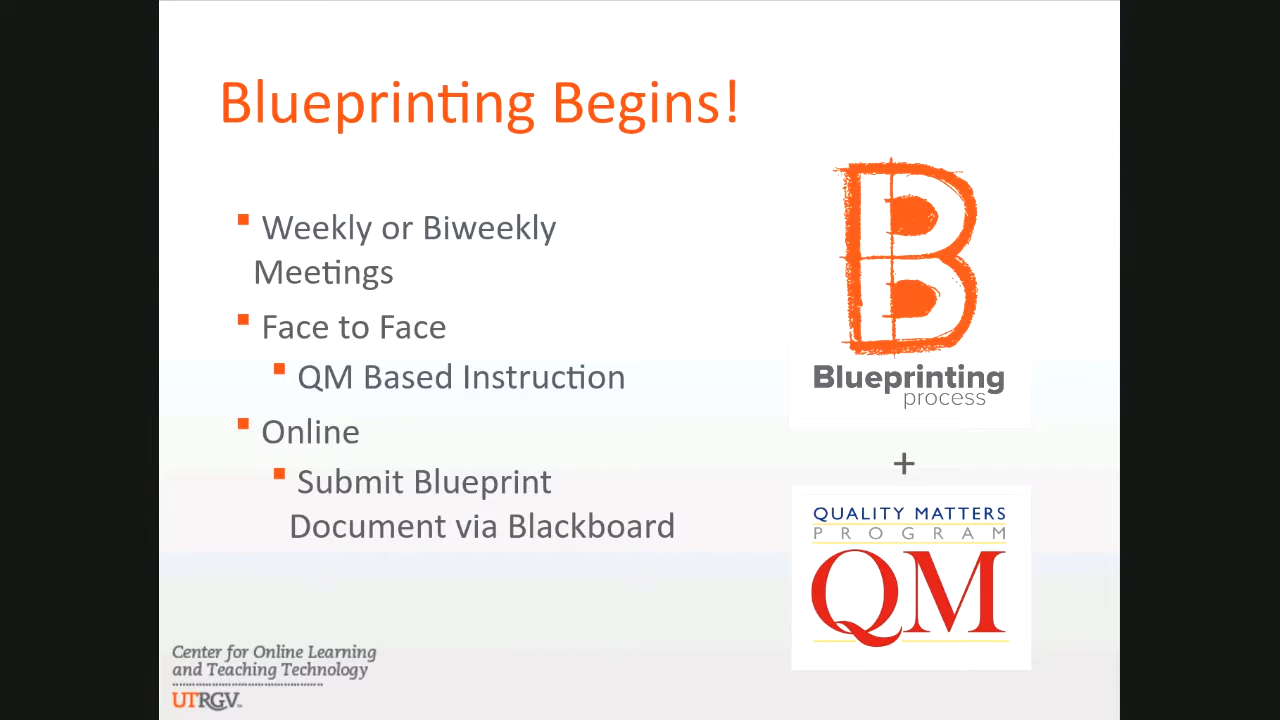 Blueprinting Begins!
Weekly or Biweekly
Meetings
Face to Face
QM Based Instruction
Online
Submit Blueprint
Document via Blackboard
B
Blueprinting
process
+
QUALITY MATTERS
PROGRAM
QM
Center for Online Learning
and Teaching Technology
UTRGV